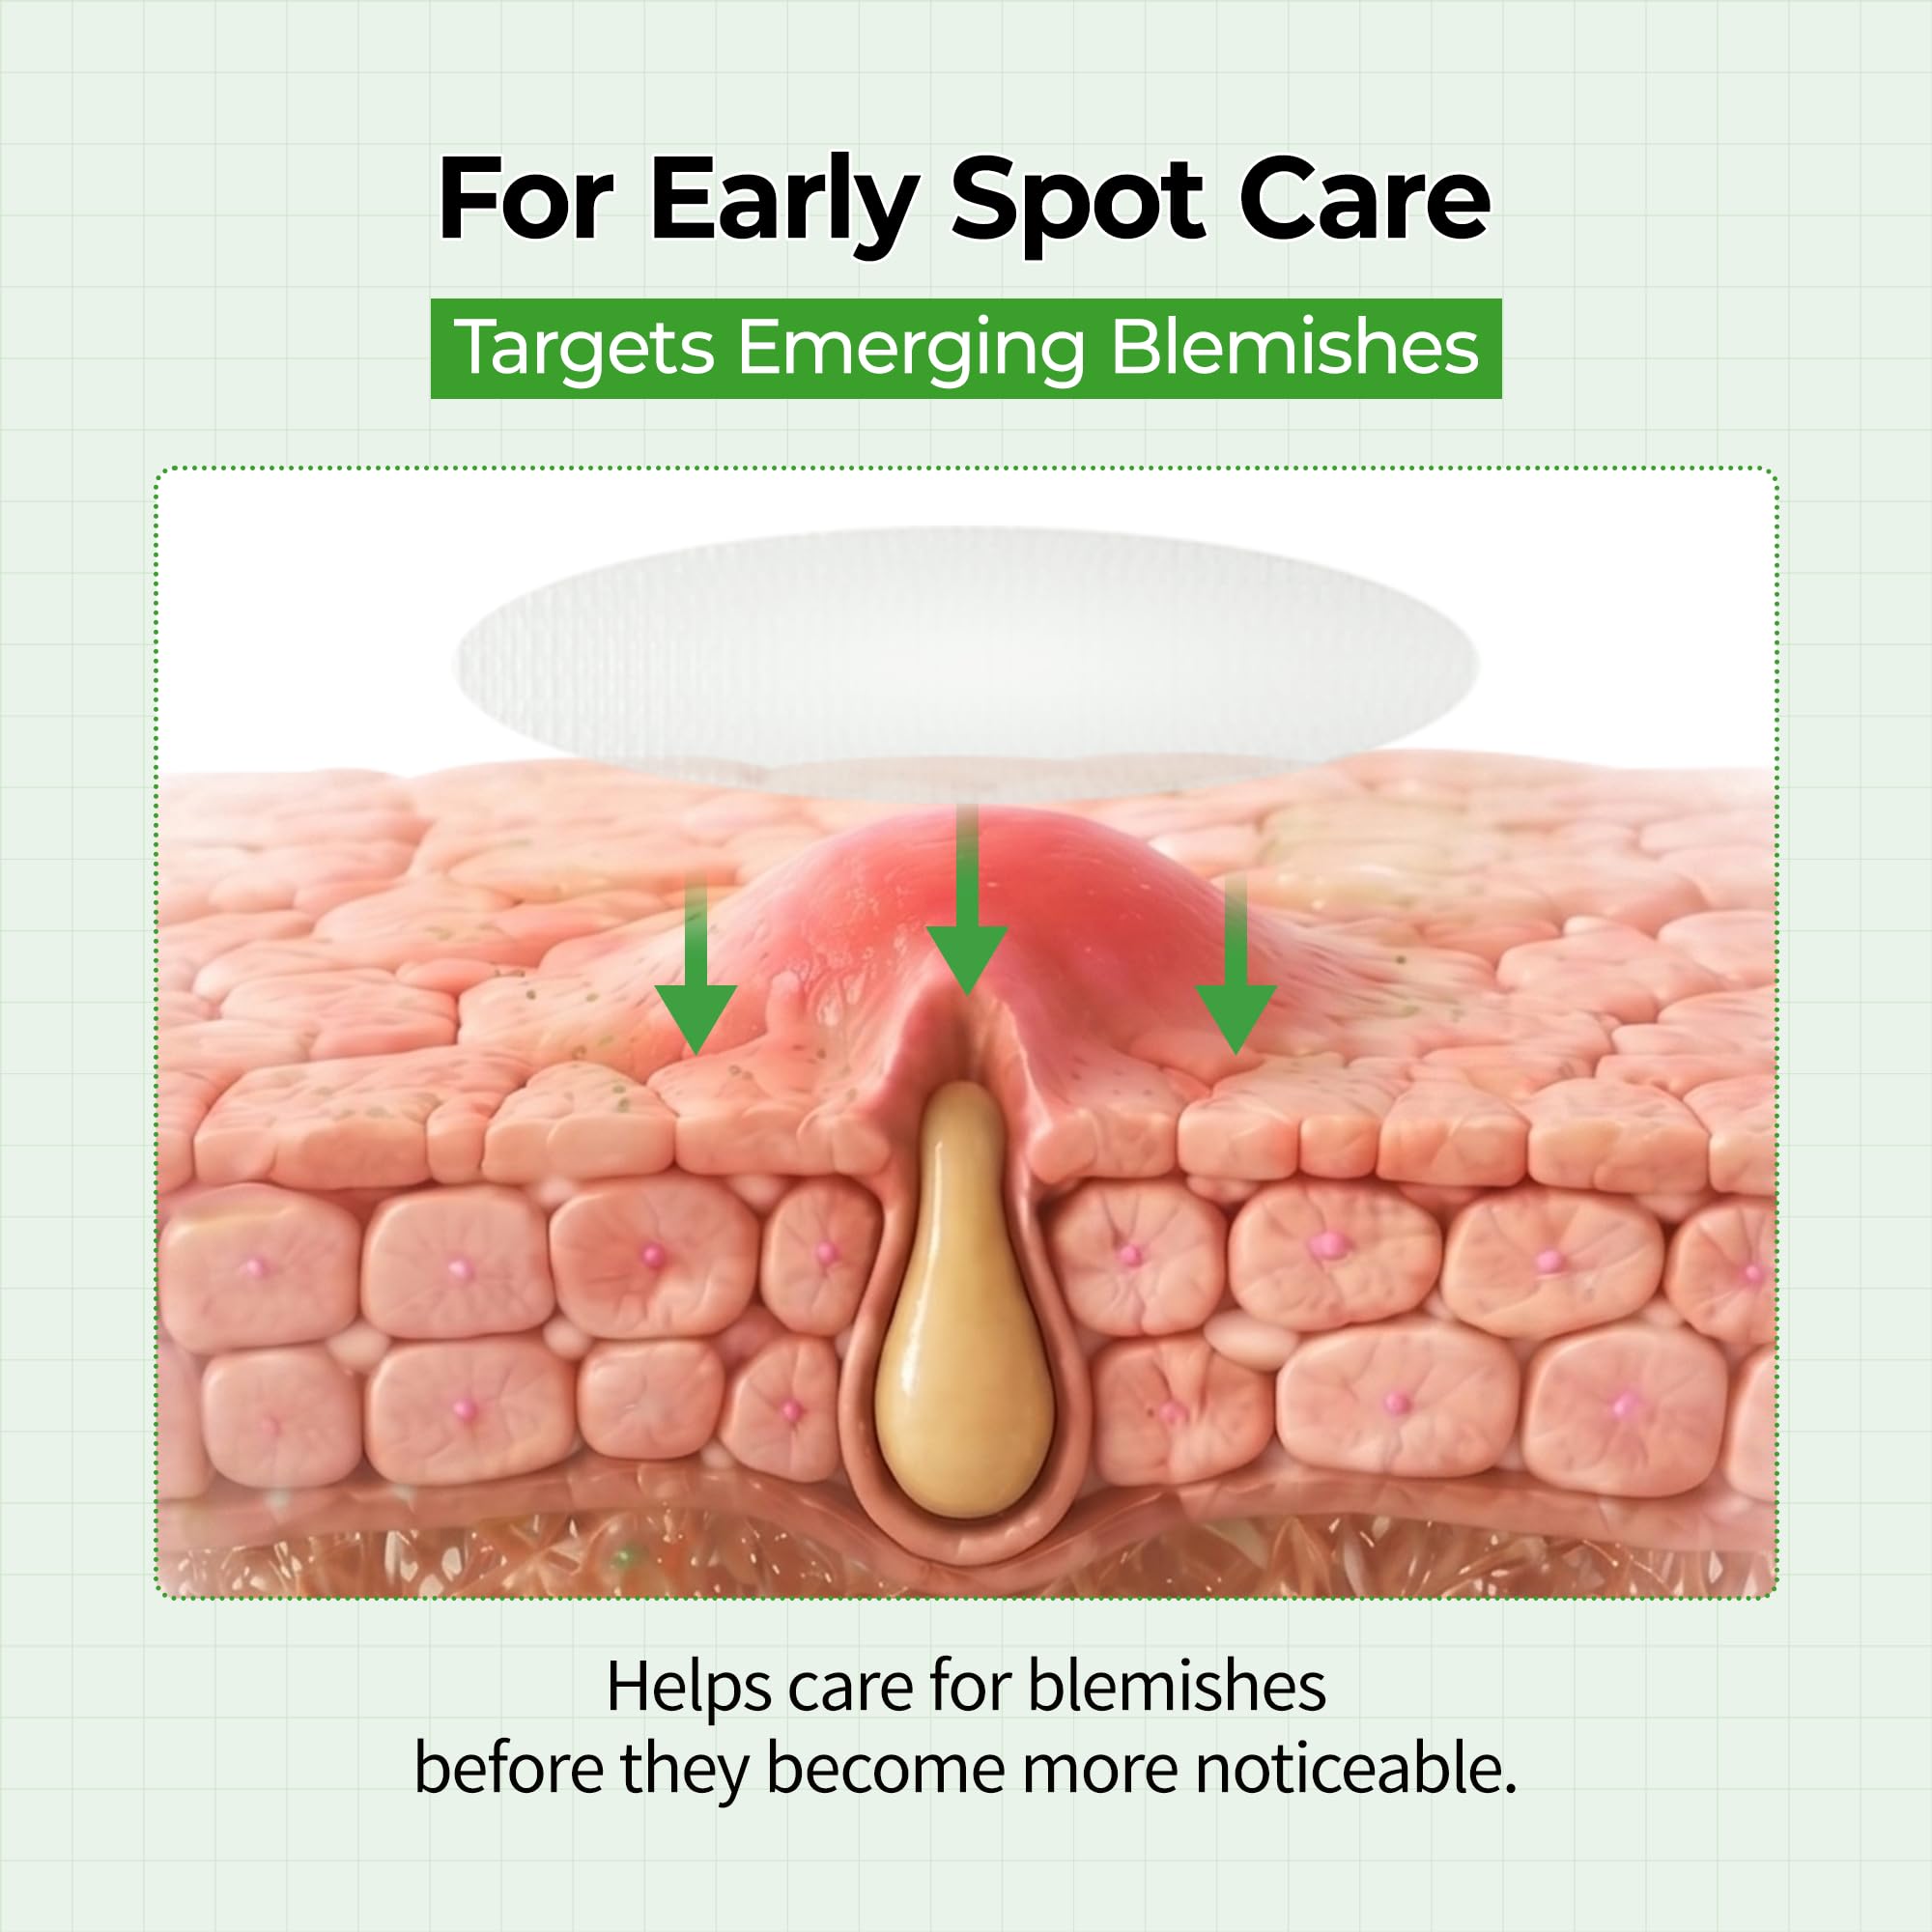 For Early Spot Care
Targets Emerging Blemishes
Helps care for blemishes
before they become more noticeable.